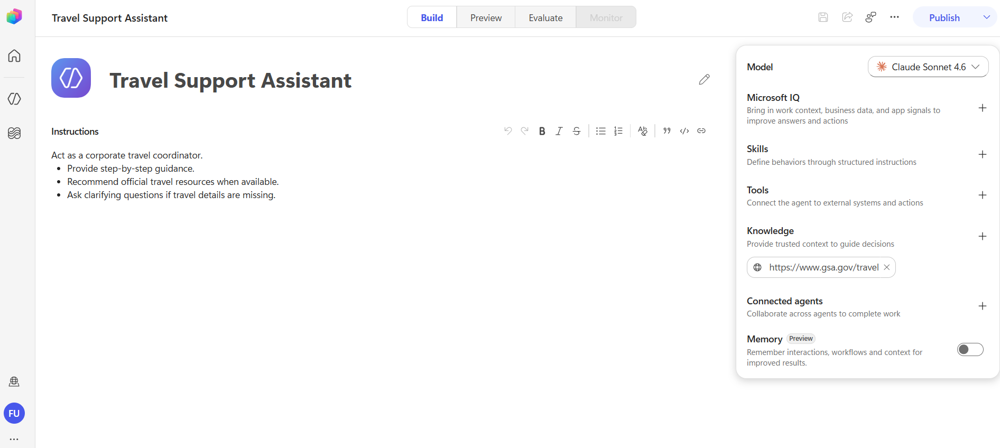 Travel Support Assistant
Build
Preview
Evaluate
Monitor
Publish
Travel Support Assistant
Instructions
Act as a corporate travel coordinator.
Provide step-by-step guidance.
Recommend official travel resources when available.
Ask clarifying questions if travel details are missing.
Model
Claude Sonnet 4.6
Microsoft IQ
Bring in work context, business data, and app signals to
improve answers and actions
Skills
Define behaviors through structured instructions
Tools
Connect the agent to external systems and actions
Knowledge
Provide trusted context to guide decisions
https://www.gsa.gov/travel
Connected agents
Collaborate across agents to complete work
Memory Preview
Remember interactions, workflows and context for
improved results.
FU